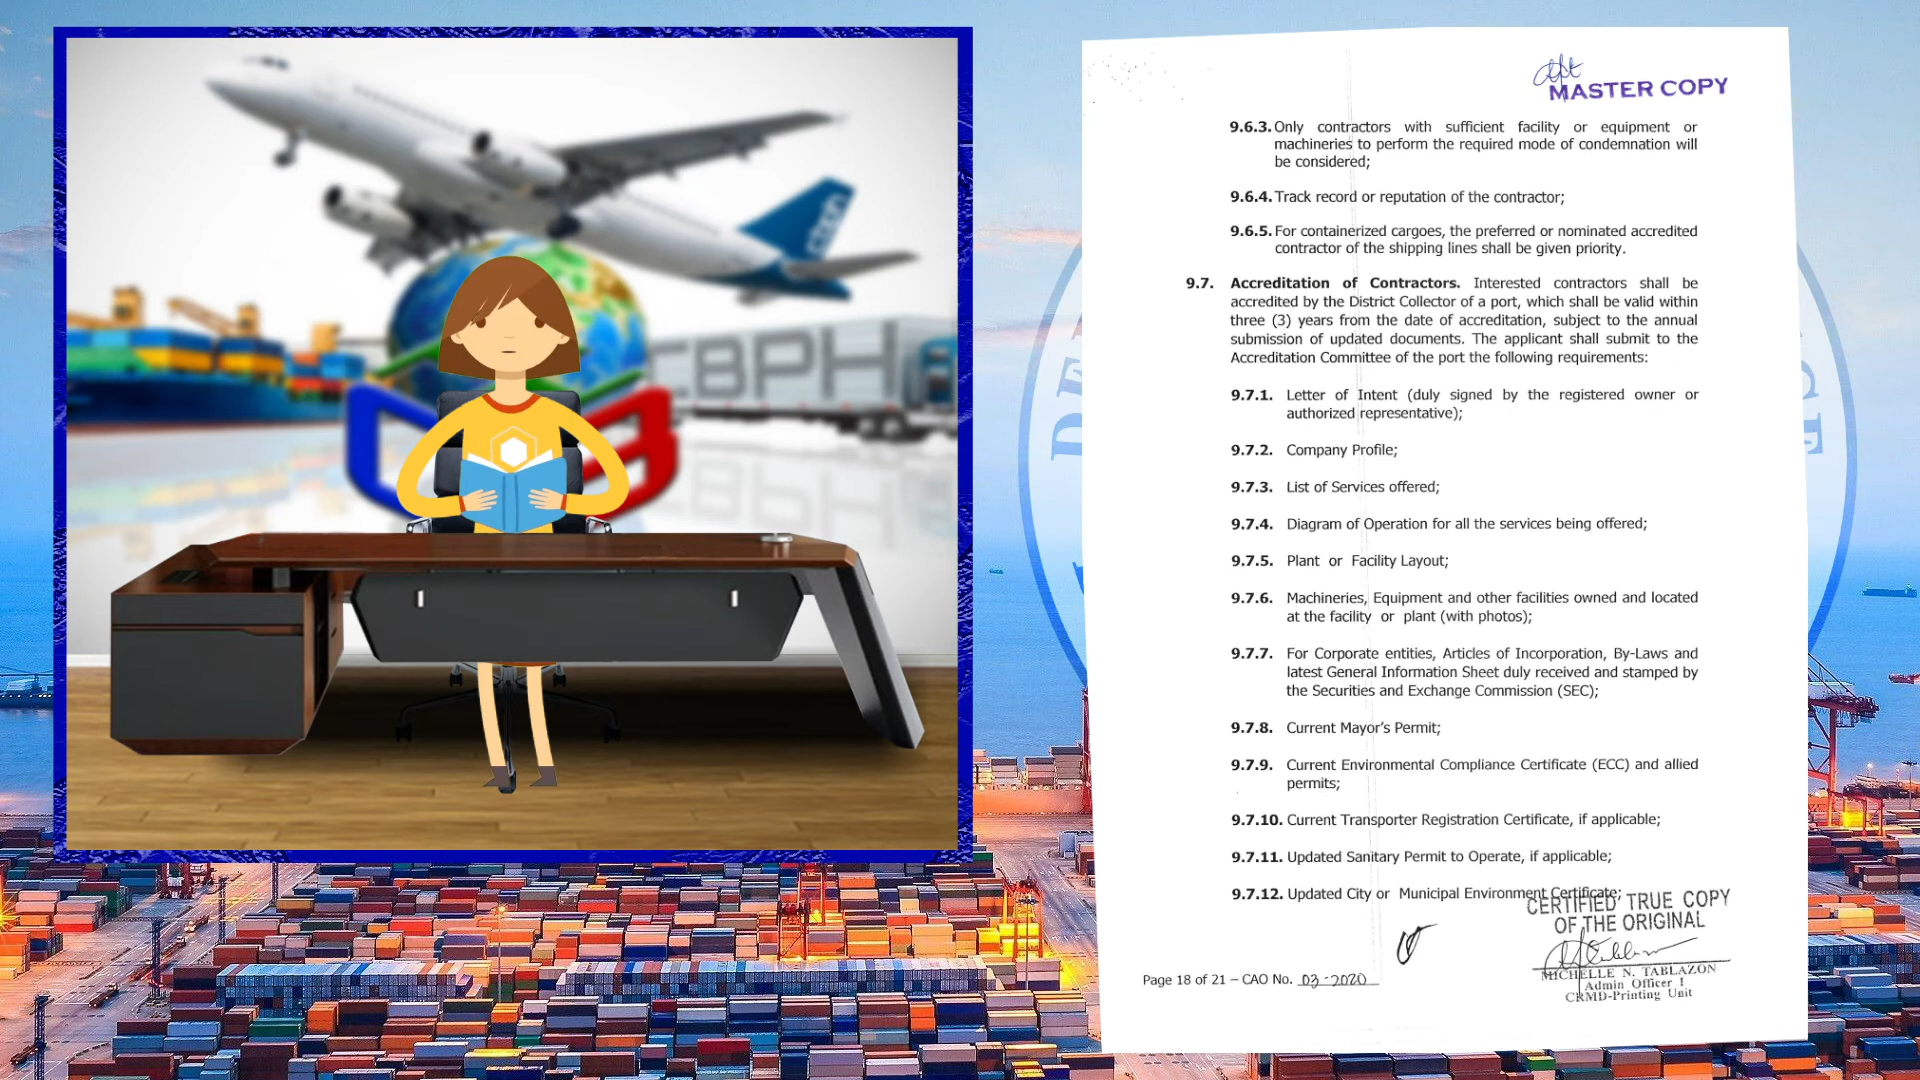 CBPH
MASTER COPY
9.6.3. Only contractors with sufficient facility or equipment or
machineries to perform the required mode of condemnation will
be considered;
9.6.4. Track record or reputation of the contractor;
9.6.5. For containerized cargoes, the preferred or nominated accredited
contractor of the shipping lines shall be given priority.
9.7. Accreditation of Contractors. Interested contractors shall be
accredited by the District Collector of a port, which shall be valid within
three (3) years from the date of accreditation, subject to the annual
submission of updated documents. The applicant shall submit to the
Accreditation Committee of the port the following requirements:
9.7.1. Letter of Intent (duly signed by the registered owner or
authorized representative);
9.7.2. Company Profile;
9.7.3. List of Services offered;
9.7.4. Diagram of Operation for all the services being offered;
9.7.5. Plant or Facility Layout;
9.7.6. Machineries, Equipment and other facilities owned and located
at the facility or plant (with photos);
9.7.7. For Corporate entities, Articles of Incorporation, By-Laws and
latest General Information Sheet duly received and stamped by
the Securities and Exchange Commission (SEC);
9.7.8. Current Mayor's Permit;
9.7.9. Current Environmental Compliance Certificate (ECC) and allied
permits;
9.7.10. Current Transporter Registration Certificate, if applicable;
9.7.11. Updated Sanitary Permit to Operate, if applicable;
9.7.12. Updated City or Municipal Environment Certificate;
CERTIFIED TRUE COPY
OF THE ORIGINAL
MICHELLE N. TABLAZON
Admin Officer I
CRMD-Printing Unit
Page 18 of 21 – CAO No. 03-2020